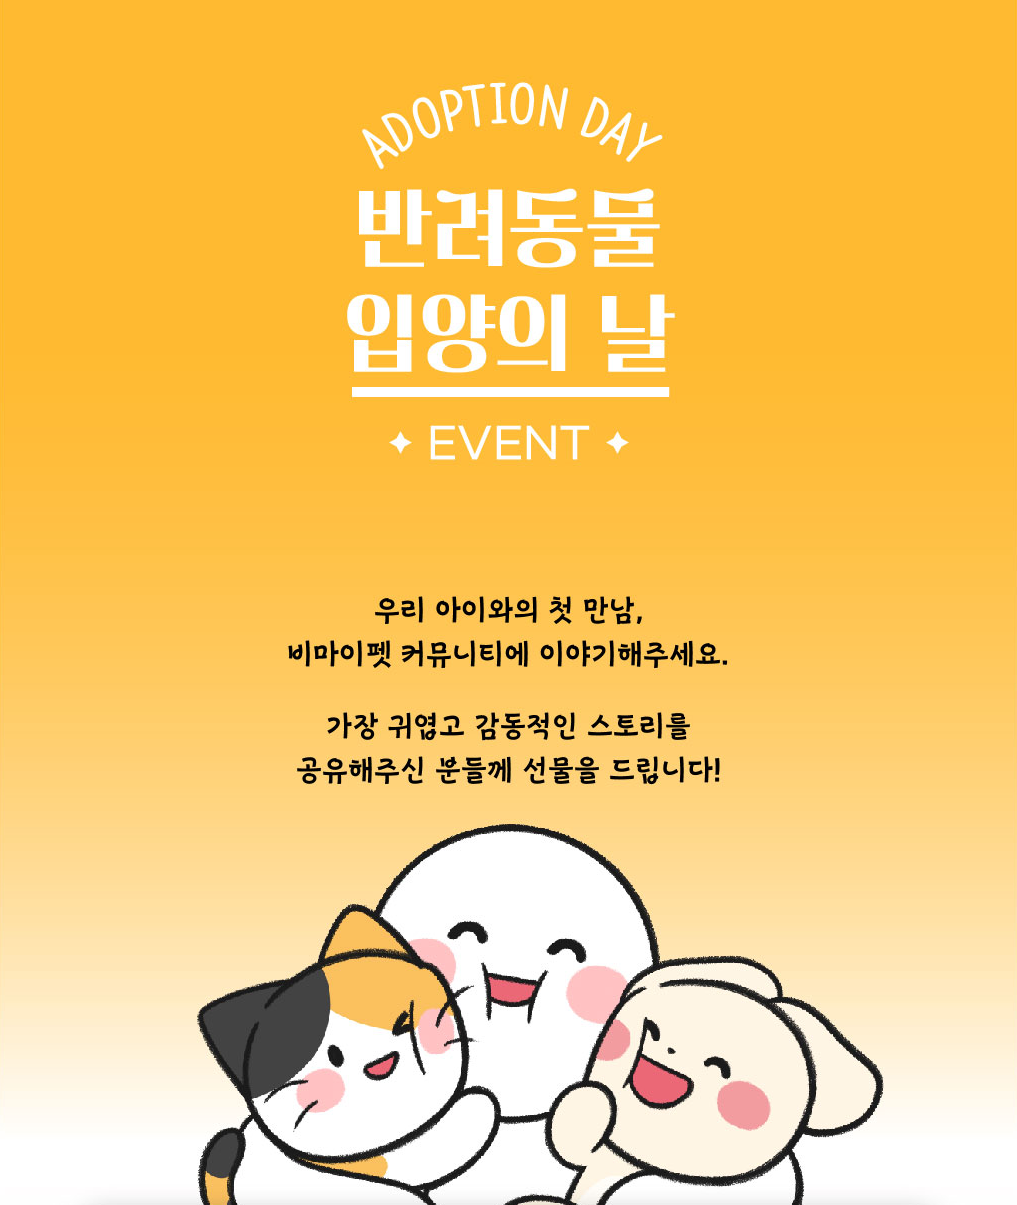 ADOPTION DAY
반려동물
입양의 날
EVENT
우리 아이와의 첫 만남,
비마이펫 커뮤니티에 이야기해주세요.
가장 귀엽고 감동적인 스토리를
공유해주신 분들께 선물을 드립니다!